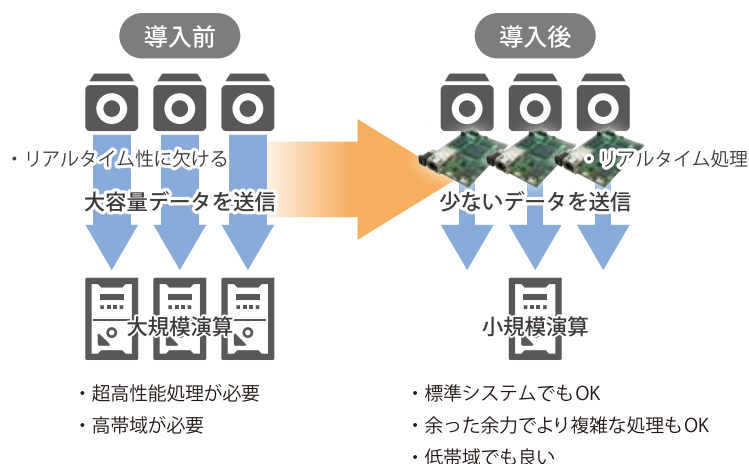 導入前
導入後
・リアルタイム性に欠ける
・リアルタイム処理
大容量データを送信
少ないデータを送信
大規模演算
小規模演算
・超高性能処理が必要
・高帯域が必要
・標準システムでもOK
・余った余力でより複雑な処理もOK
・低帯域でも良い